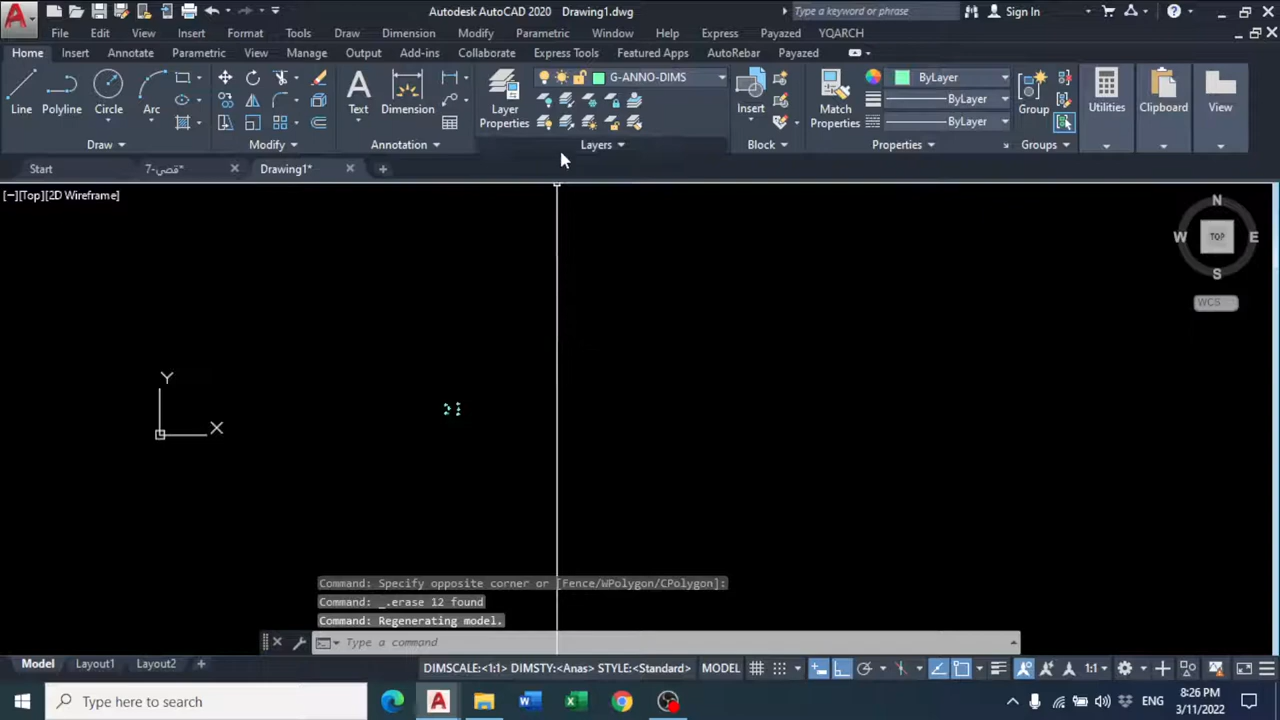 Autodesk AutoCAD 2020 Drawing1.dwg
Type a keyword or phrase
Sign In
File Edit View Insert Format Tools Draw Dimension Modify Parametric Window Help Express Payazed YQARCH
Home Insert Annotate Parametric View Manage Output Add-ins Collaborate Express Tools Featured Apps AutoRebar Payazed
G-ANNO-DIMS
ByLayer
ByLayer
ByLayer
Line Polyline Circle Arc Text Dimension Layer Properties Insert Match Properties Group Utilities Clipboard View
Draw Modify Annotation Layers Block Properties Groups
Start قصي-7* Drawing1*
[−][Top][2D Wireframe]
N
W TOP E
S
WCS
Y
X
Command: Specify opposite corner or [Fence/WPolygon/CPolygon]:
Command: _.erase 12 found
Command: Regenerating model.
Type a command
Model Layout1 Layout2
DIMSCALE:<1:1> DIMSTY:<Anas> STYLE:<Standard> MODEL 1:1
Type here to search
ENG
8:26 PM
3/11/2022